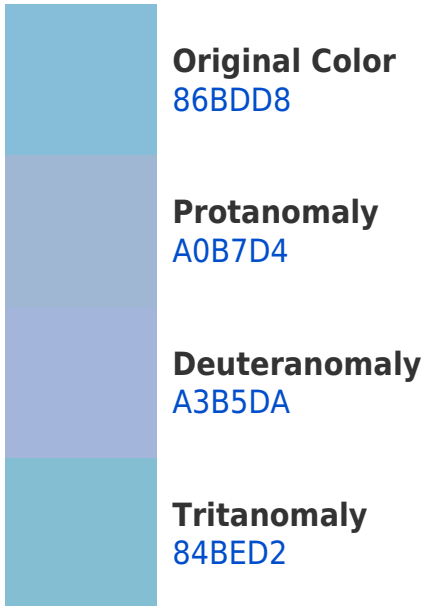 Original Color
86BDD8
Protanomaly
A0B7D4
Deuteranomaly
A3B5DA
Tritanomaly
84BED2